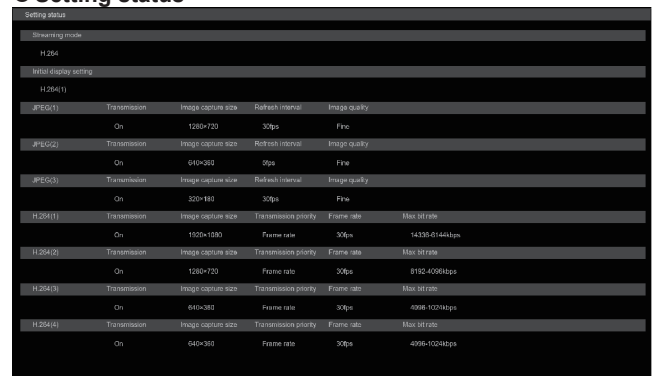 Setting status
Setting status
Streaming mode
H.264
Initial display setting
H.264(1)
JPEG(1) Transmission Image capture size Refresh interval Image quality
On 1280×720 30fps Fine
JPEG(2) Transmission Image capture size Refresh interval Image quality
On 640×360 5fps Fine
JPEG(3) Transmission Image capture size Refresh interval Image quality
On 320×180 30fps Fine
H.264(1) Transmission Image capture size Transmission priority Frame rate Max bit rate
On 1920×1080 Frame rate 30fps 14336-6144kbps
H.264(2) Transmission Image capture size Transmission priority Frame rate Max bit rate
On 1280×720 Frame rate 30fps 8192-4096kbps
H.264(3) Transmission Image capture size Transmission priority Frame rate Max bit rate
On 640×360 Frame rate 30fps 4096-1024kbps
H.264(4) Transmission Image capture size Transmission priority Frame rate Max bit rate
On 640×360 Frame rate 30fps 4096-1024kbps